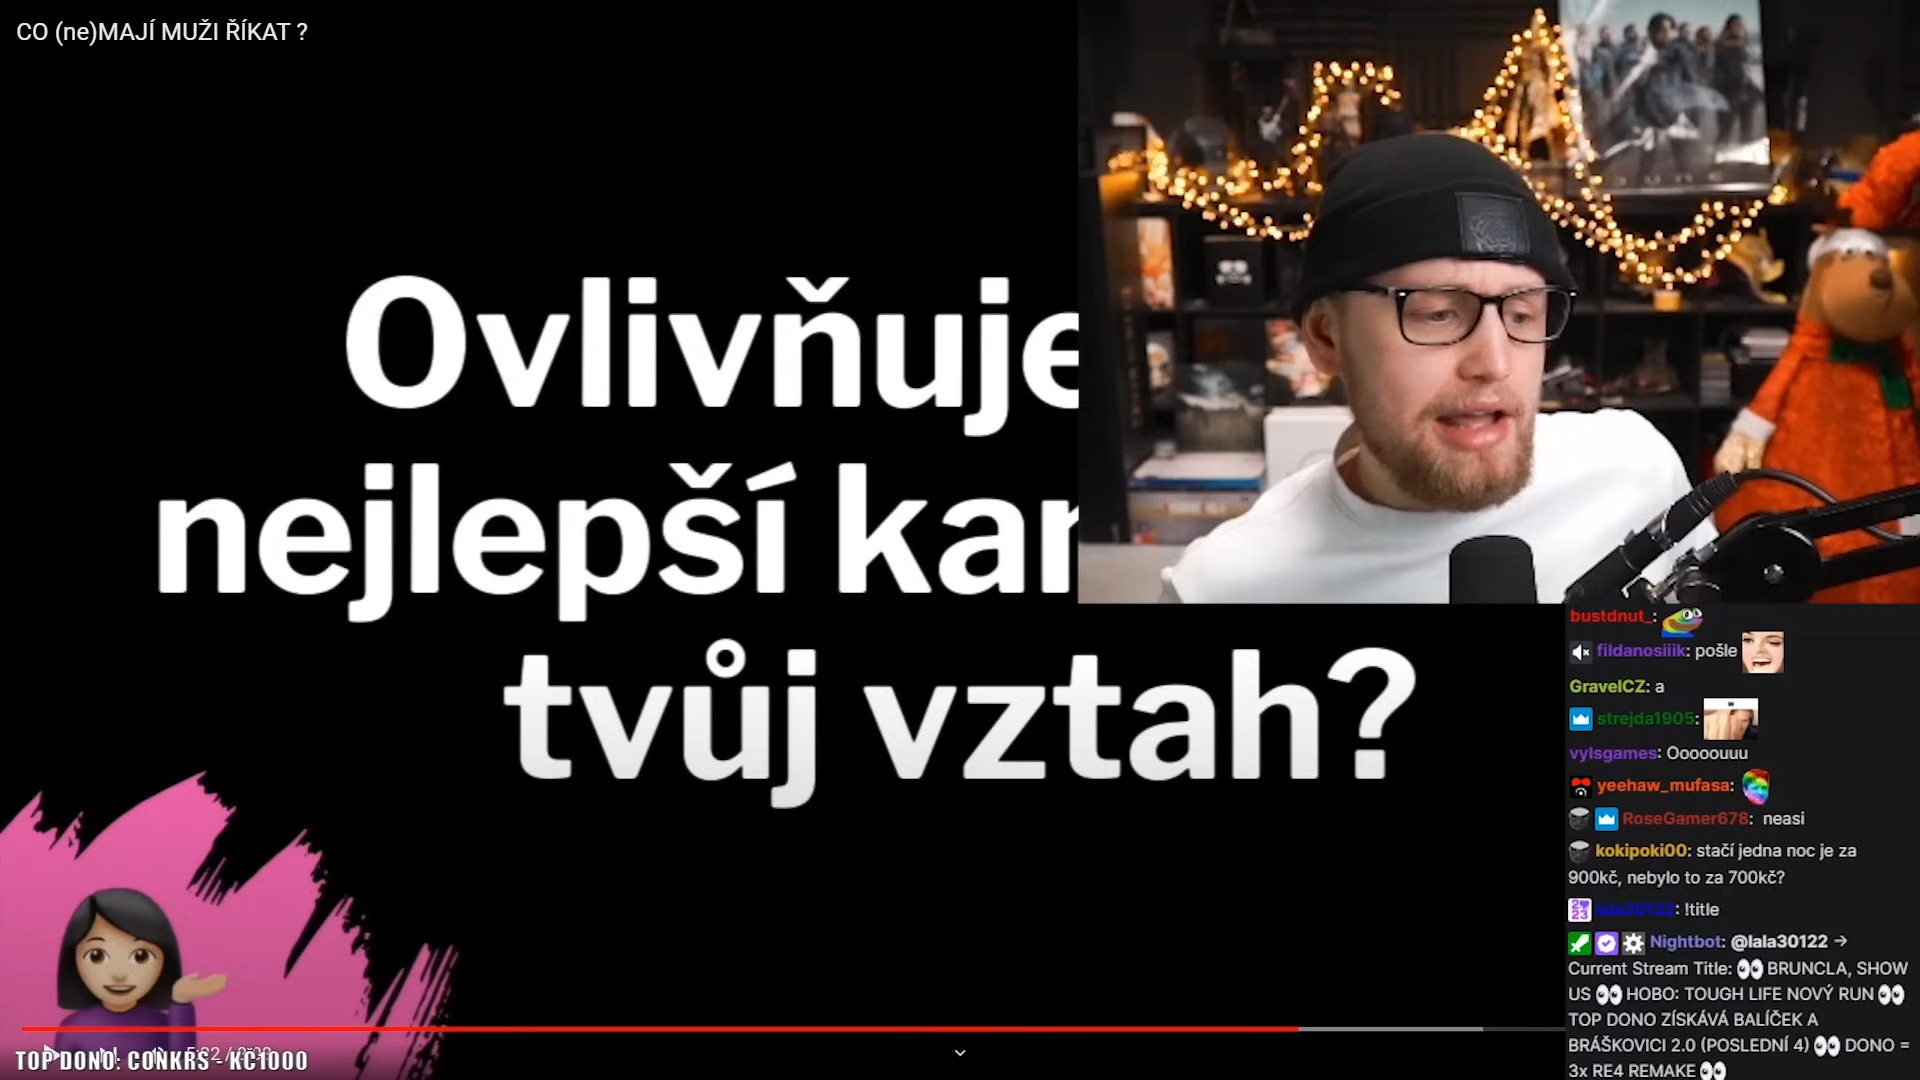 CO (ne)MAJÍ MUŽI ŘÍKAT ?
Ovlivňuje
nejlepší kam
tvůj vztah?
bustdnut_:
fildanosiiik: pošle
GravelCZ: a
strejda1905:
vylsgames: Ooooouuu
yeehaw_mufasa:
RoseGamer678: neasi
kokipoki00: stačí jedna noc je za
900kč, nebylo to za 700kč?
lala30122: !title
Nightbot: @lala30122 →
Current Stream Title: 👀 BRUNCLA, SHOW
US 👀 HOBO: TOUGH LIFE NOVÝ RUN 👀
TOP DONO ZÍSKÁVÁ BALÍČEK A
BRÁŠKOVICI 2.0 (POSLEDNÍ 4) 👀 DONO =
3x RE4 REMAKE 👀
TOP DONO: CONKRS - KČ1000